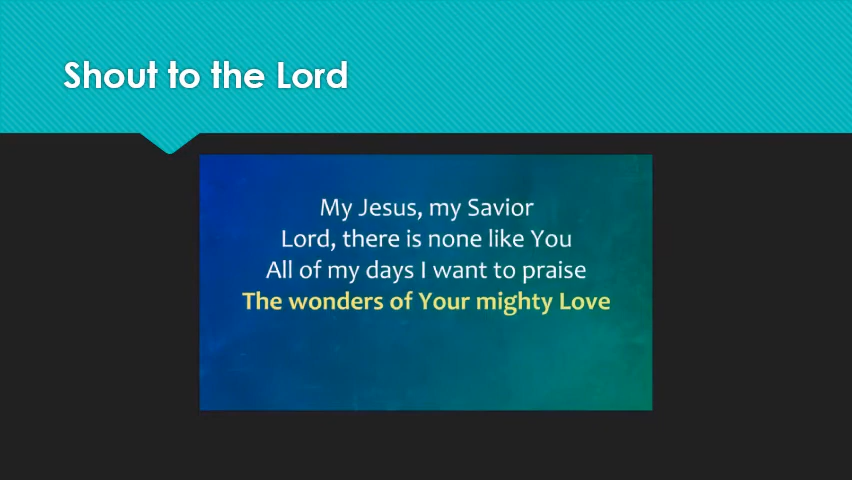 Shout to the Lord
My Jesus, my Savior
Lord, there is none like You
All of my days I want to praise
The wonders of Your mighty Love